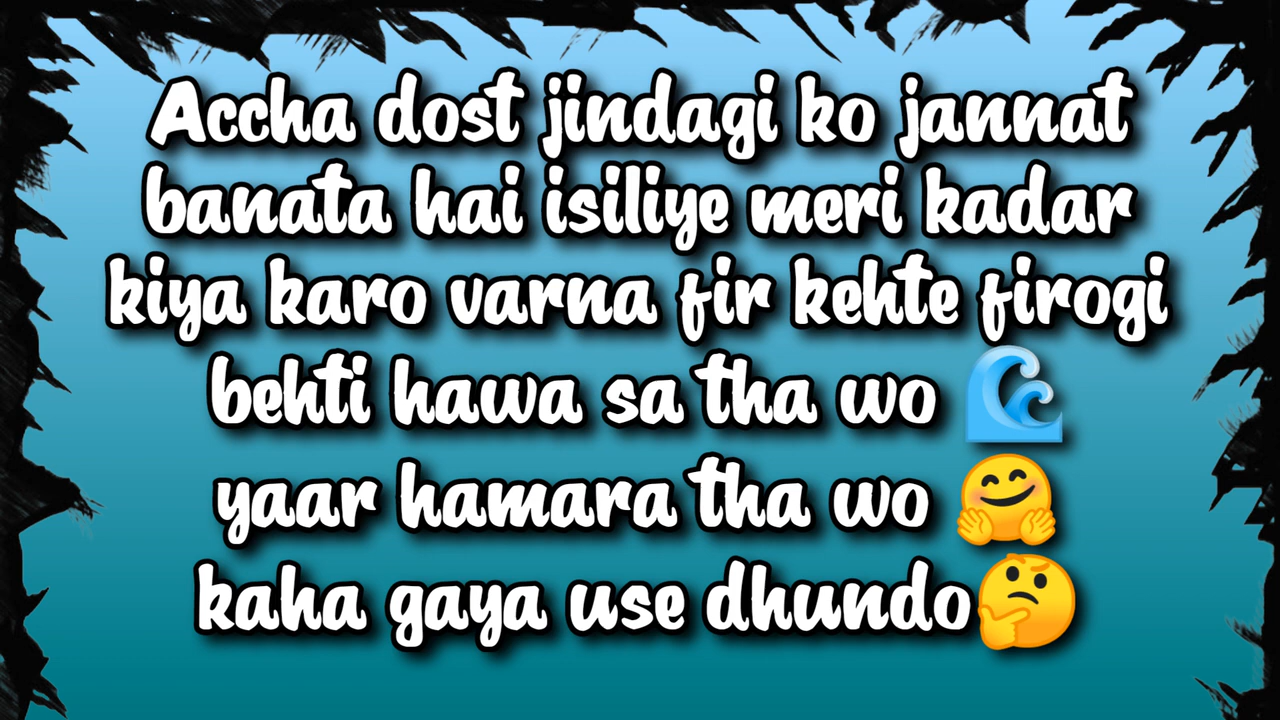 Accha dost jindagi ko jannat
banata hai isiliye meri kadar
kiya karo varna fir kehte firogi
behti hawa sa tha wo 🌊
yaar hamara tha wo 🤗
kaha gaya use dhundo🤔